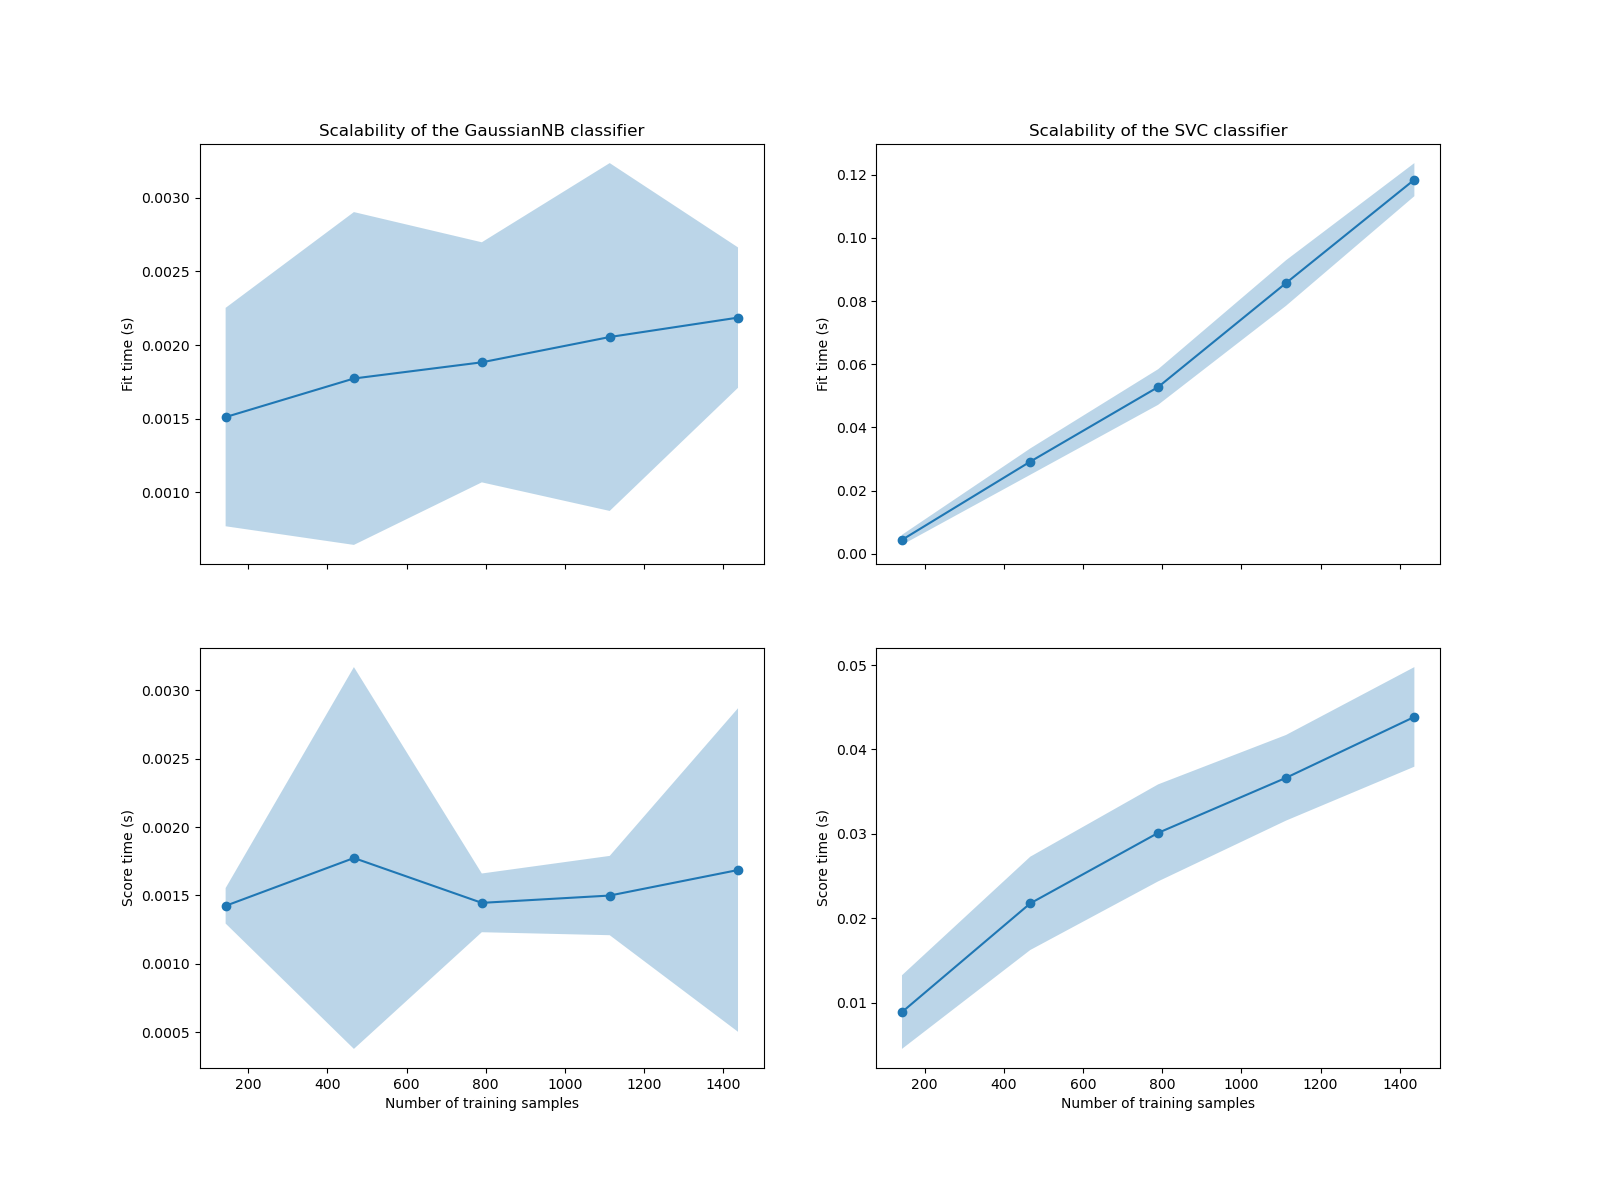 Scalability of the GaussianNB classifier
0.0030
0.0025
0.0020
0.0015
0.0010
Fit time (s)
Scalability of the SVC classifier
0.12
0.10
0.08
0.06
0.04
0.02
0.00
Fit time (s)
0.0030
0.0025
0.0020
0.0015
0.0010
0.0005
Score time (s)
200 400 600 800 1000 1200 1400
Number of training samples
0.05
0.04
0.03
0.02
0.01
Score time (s)
200 400 600 800 1000 1200 1400
Number of training samples